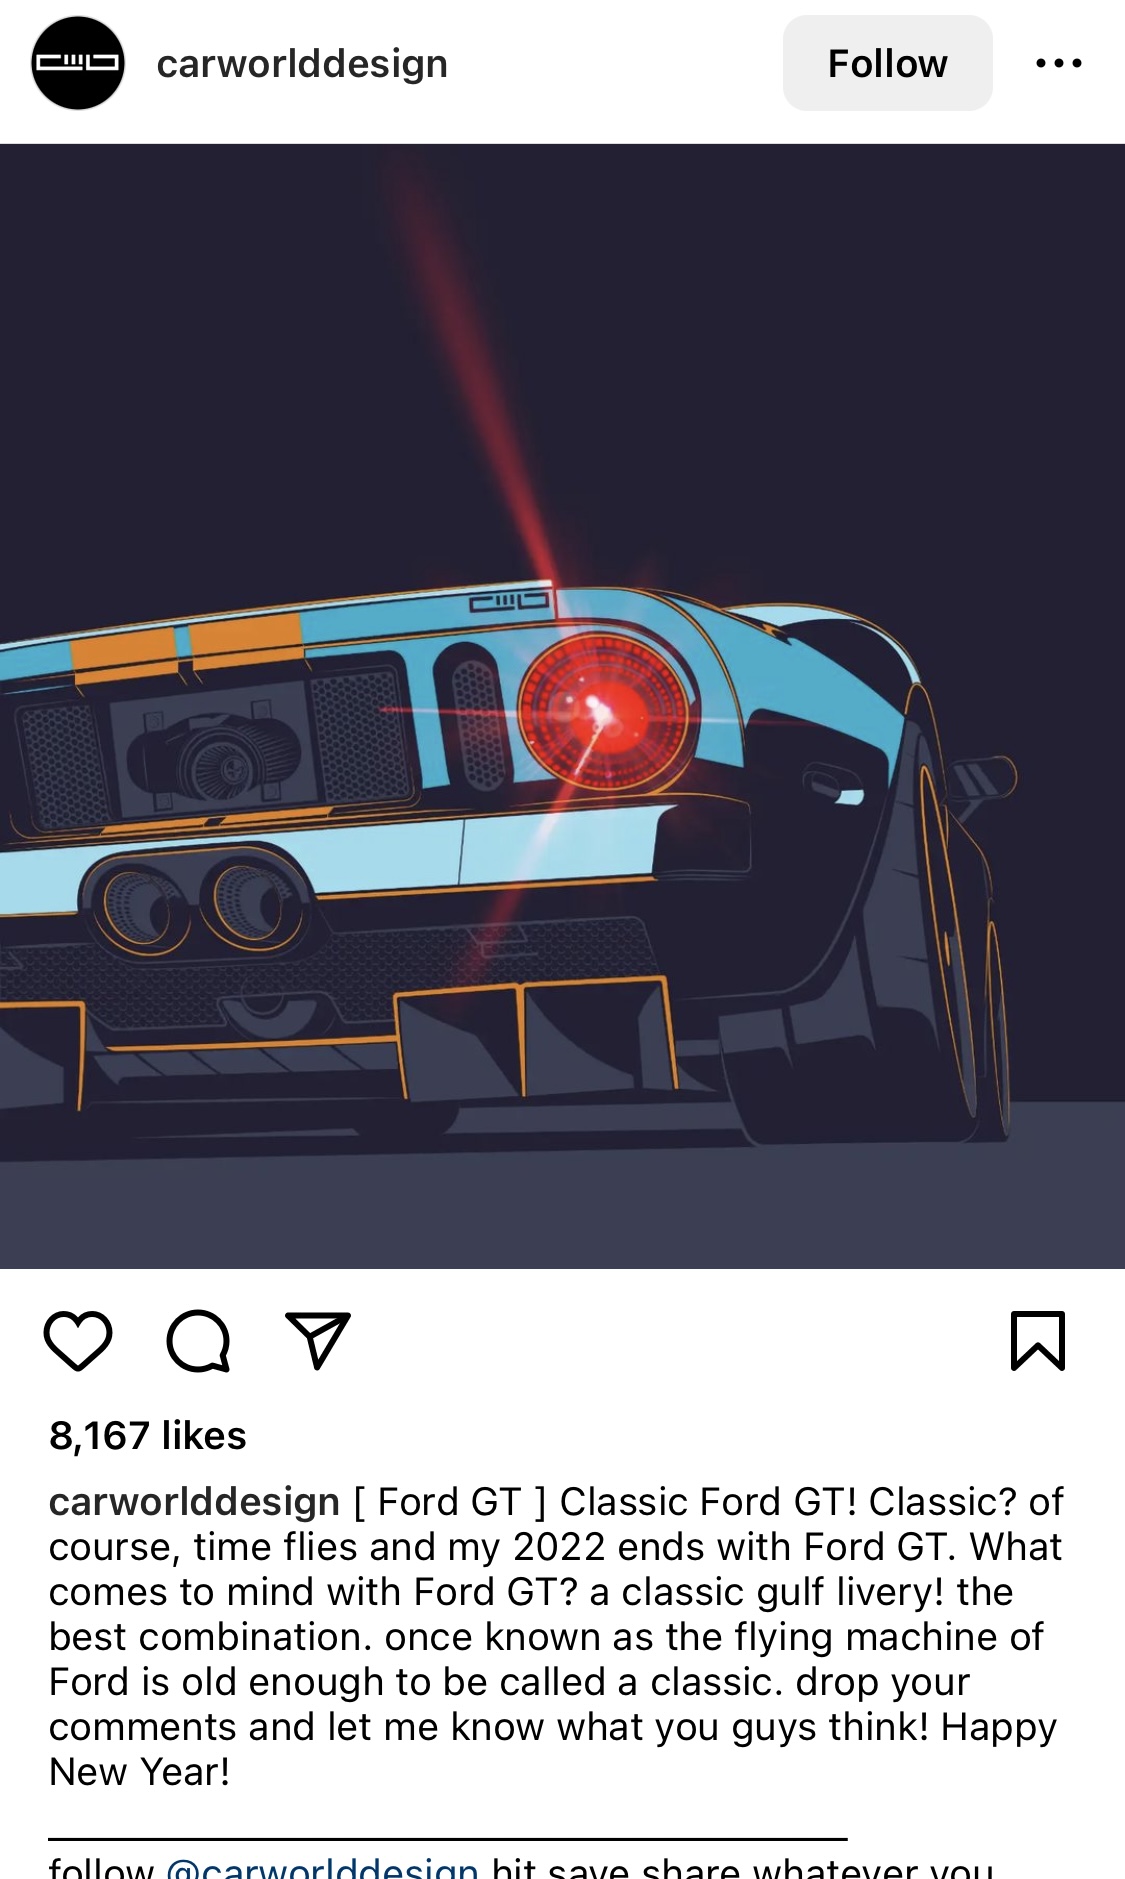 carworlddesign
Follow
CWD
8,167 likes
carworlddesign [ Ford GT ] Classic Ford GT! Classic? of
course, time flies and my 2022 ends with Ford GT. What
comes to mind with Ford GT? a classic gulf livery! the
best combination. once known as the flying machine of
Ford is old enough to be called a classic. drop your
comments and let me know what you guys think! Happy
New Year!
follow @carworlddesign hit save share whatever you